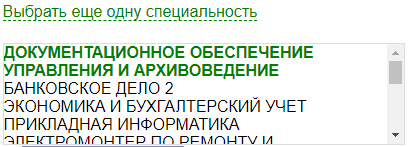 Выбрать еще одну специальность
ДОКУМЕНТАЦИОННОЕ ОБЕСПЕЧЕНИЕ
УПРАВЛЕНИЯ И АРХИВОВЕДЕНИЕ
БАНКОВСКОЕ ДЕЛО 2
ЭКОНОМИКА И БУХГАЛТЕРСКИЙ УЧЕТ
ПРИКЛАДНАЯ ИНФОРМАТИКА
ЭЛЕКТРОМОНТЕР ПО РЕМОНТУ И